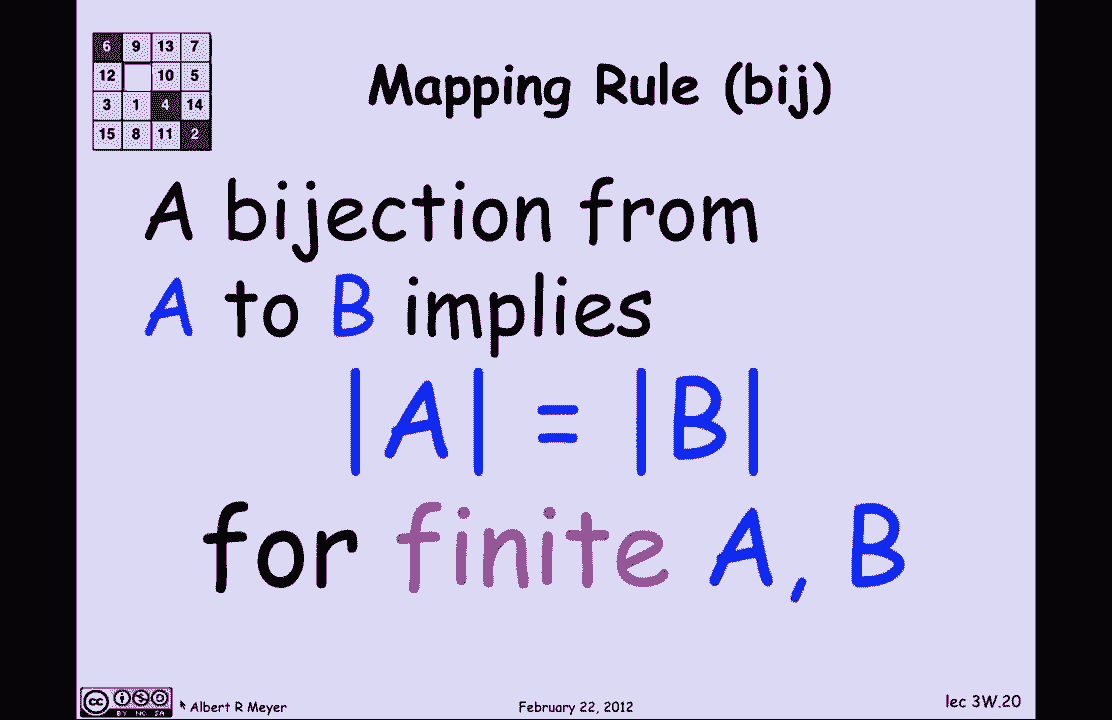 6 9 13 7
12 10 5
3 1 4 14
15 8 11 2
Mapping Rule (bij)
A bijection from
A to B implies
|A| = |B|
for finite A, B
cc BY NC SA
Albert R Meyer
February 22, 2012
lec 3W.20